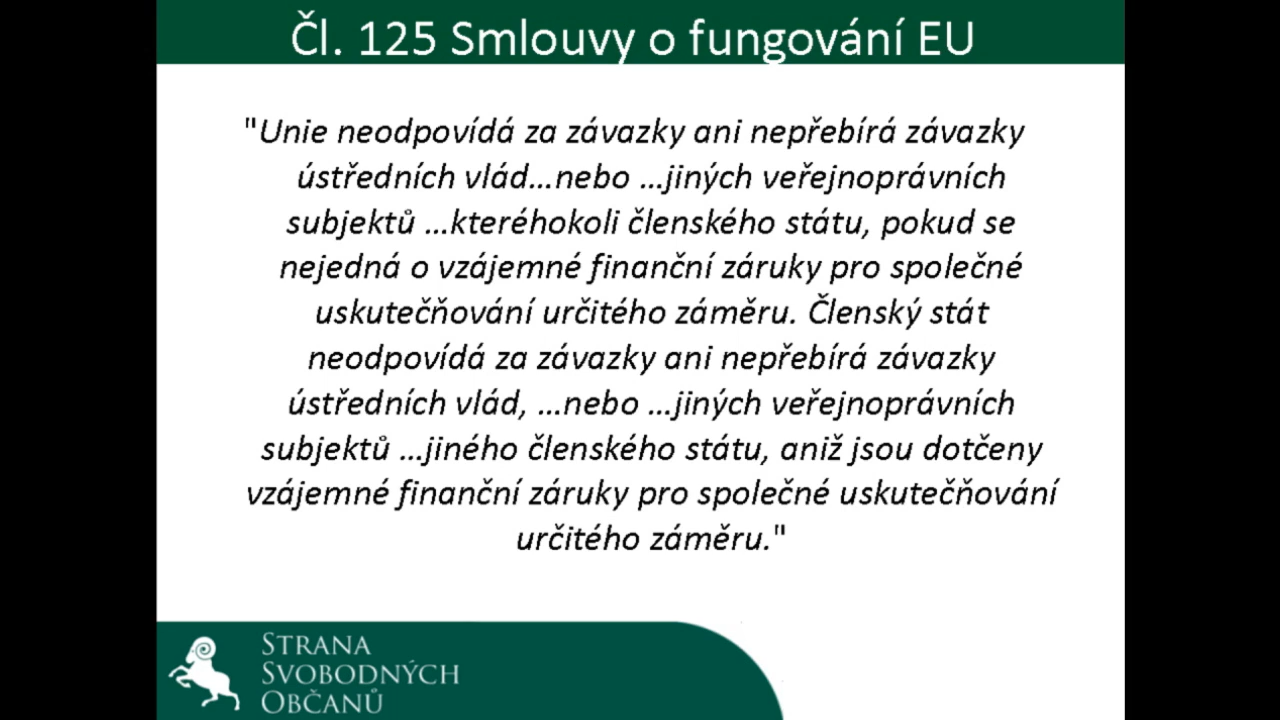 Čl. 125 Smlouvy o fungování EU
"Unie neodpovídá za závazky ani nepřebírá závazky
ústředních vlád...nebo ...jiných veřejnoprávních
subjektů ...kteréhokoli členského státu, pokud se
nejedná o vzájemné finanční záruky pro společné
uskutečňování určitého záměru. Členský stát
neodpovídá za závazky ani nepřebírá závazky
ústředních vlád, ...nebo ...jiných veřejnoprávních
subjektů ...jiného členského státu, aniž jsou dotčeny
vzájemné finanční záruky pro společné uskutečňování
určitého záměru."
STRANA
SVOBODNÝCH
OBČANŮ